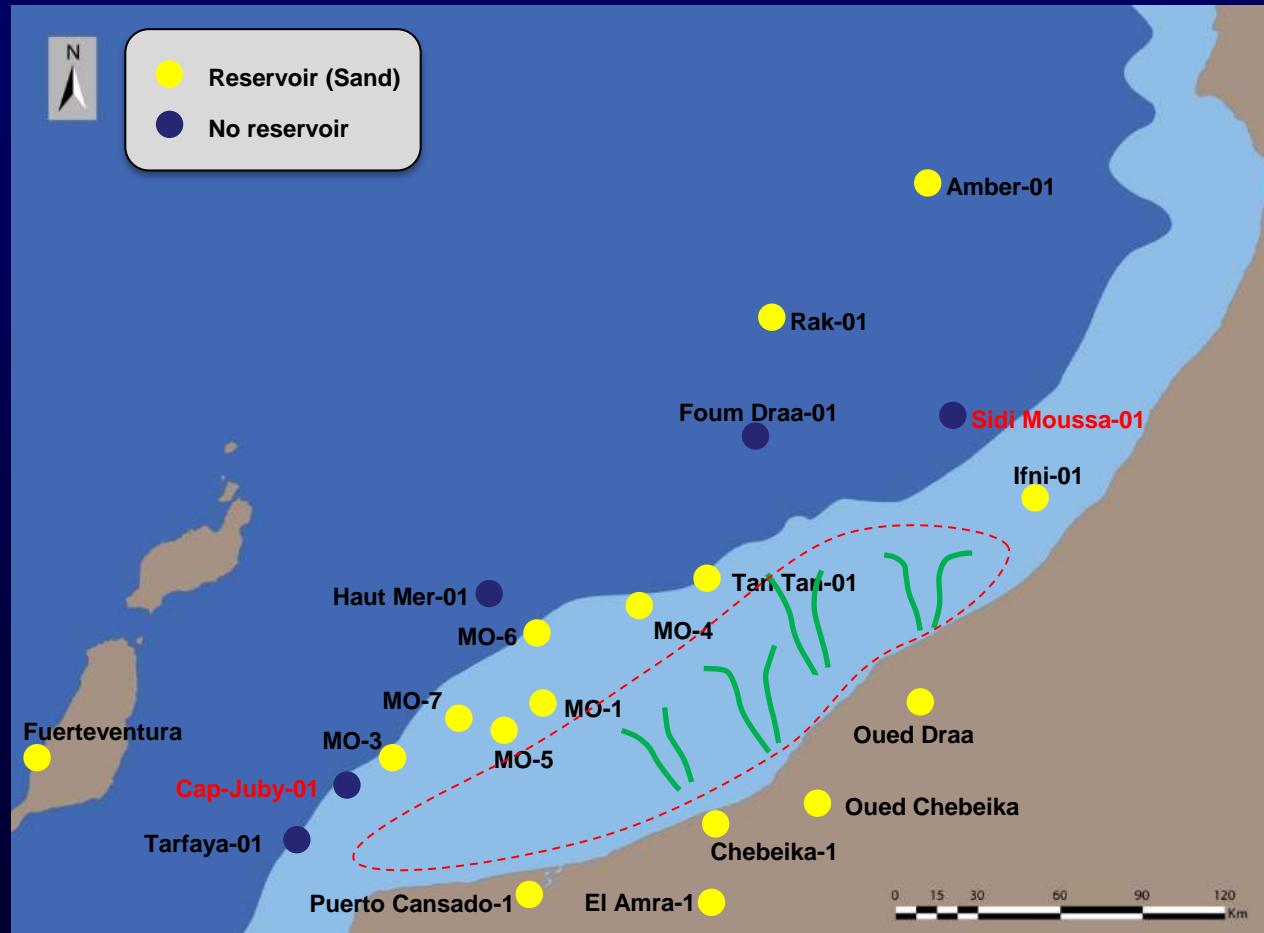 N
Reservoir (Sand)
No reservoir
Amber-01
Rak-01
Foum Draa-01
Sidi Moussa-01
Ifni-01
Tan Tan-01
Haut Mer-01
MO-4
MO-6
MO-7
MO-1
Fuerteventura
MO-3
MO-5
Oued Draa
Cap-Juby-01
Oued Chebeika
Tarfaya-01
Chebeika-1
Puerto Cansado-1
El Amra-1
0 15 30 60 90 120
Km